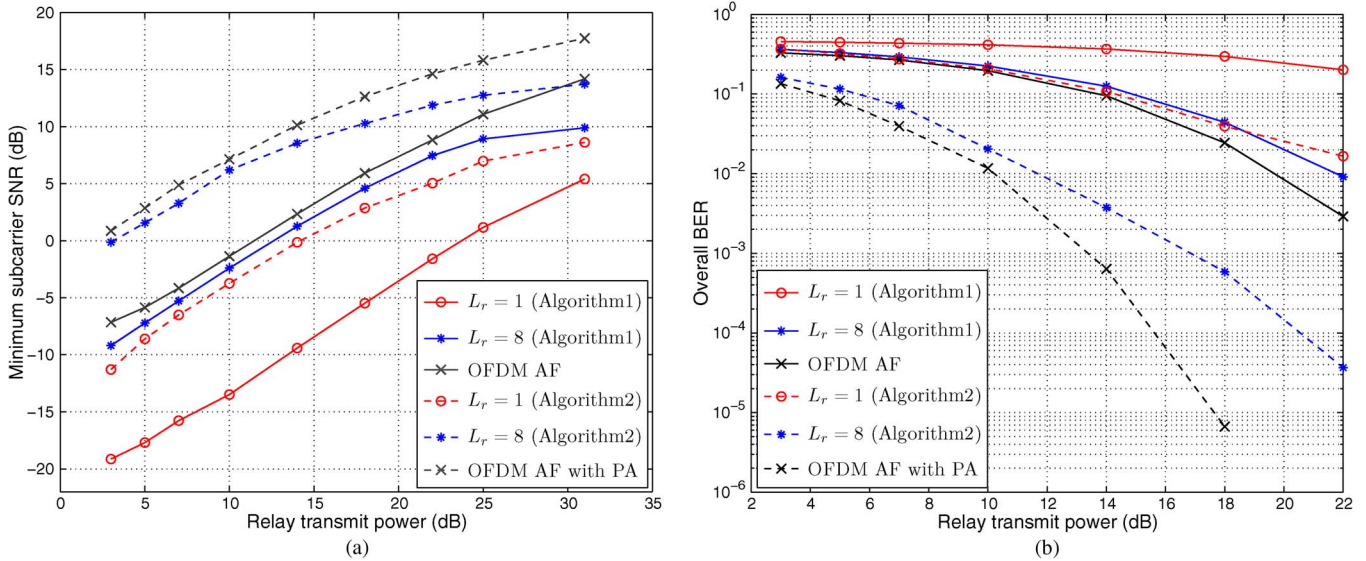 20
15
10
5
0
−5
−10
−15
−20
Minimum subcarrier SNR (dB)
L_r = 1 (Algorithm1)
L_r = 8 (Algorithm1)
OFDM AF
L_r = 1 (Algorithm2)
L_r = 8 (Algorithm2)
OFDM AF with PA
0 5 10 15 20 25 30 35
Relay transmit power (dB)
(a)
10^0
10^−1
10^−2
10^−3
10^−4
10^−5
10^−6
Overall BER
L_r = 1 (Algorithm1)
L_r = 8 (Algorithm1)
OFDM AF
L_r = 1 (Algorithm2)
L_r = 8 (Algorithm2)
OFDM AF with PA
2 4 6 8 10 12 14 16 18 20 22
Relay transmit power (dB)
(b)